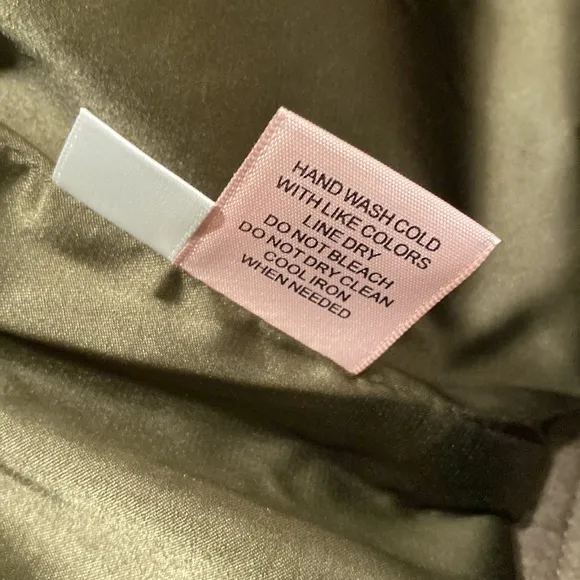 HAND WASH COLD
WITH LIKE COLORS
LINE DRY
DO NOT BLEACH
DO NOT DRY CLEAN
COOL IRON
WHEN NEEDED